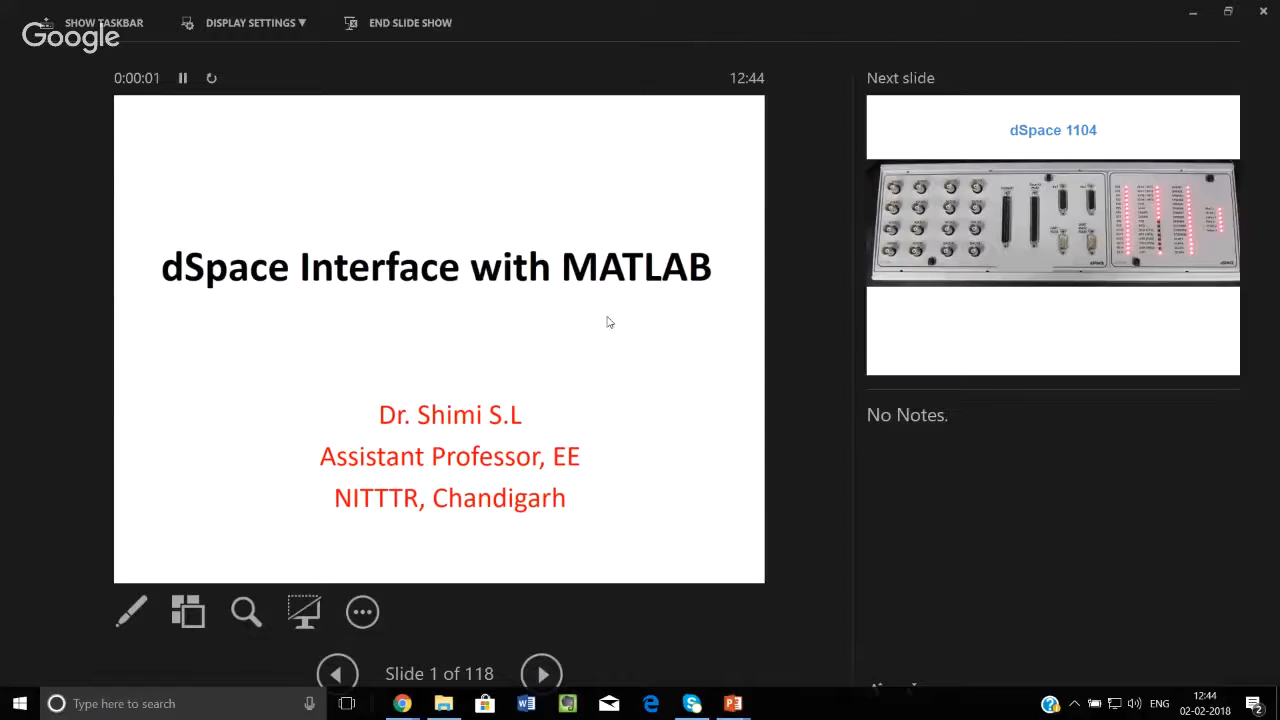 SHOW TASKBAR
DISPLAY SETTINGS ▼
END SLIDE SHOW
Google
0:00:01
12:44
Next slide
dSpace 1104
dSpace Interface with MATLAB
Dr. Shimi S.L
Assistant Professor, EE
NITTTR, Chandigarh
No Notes.
Slide 1 of 118
Type here to search
ENG
12:44
02-02-2018
2